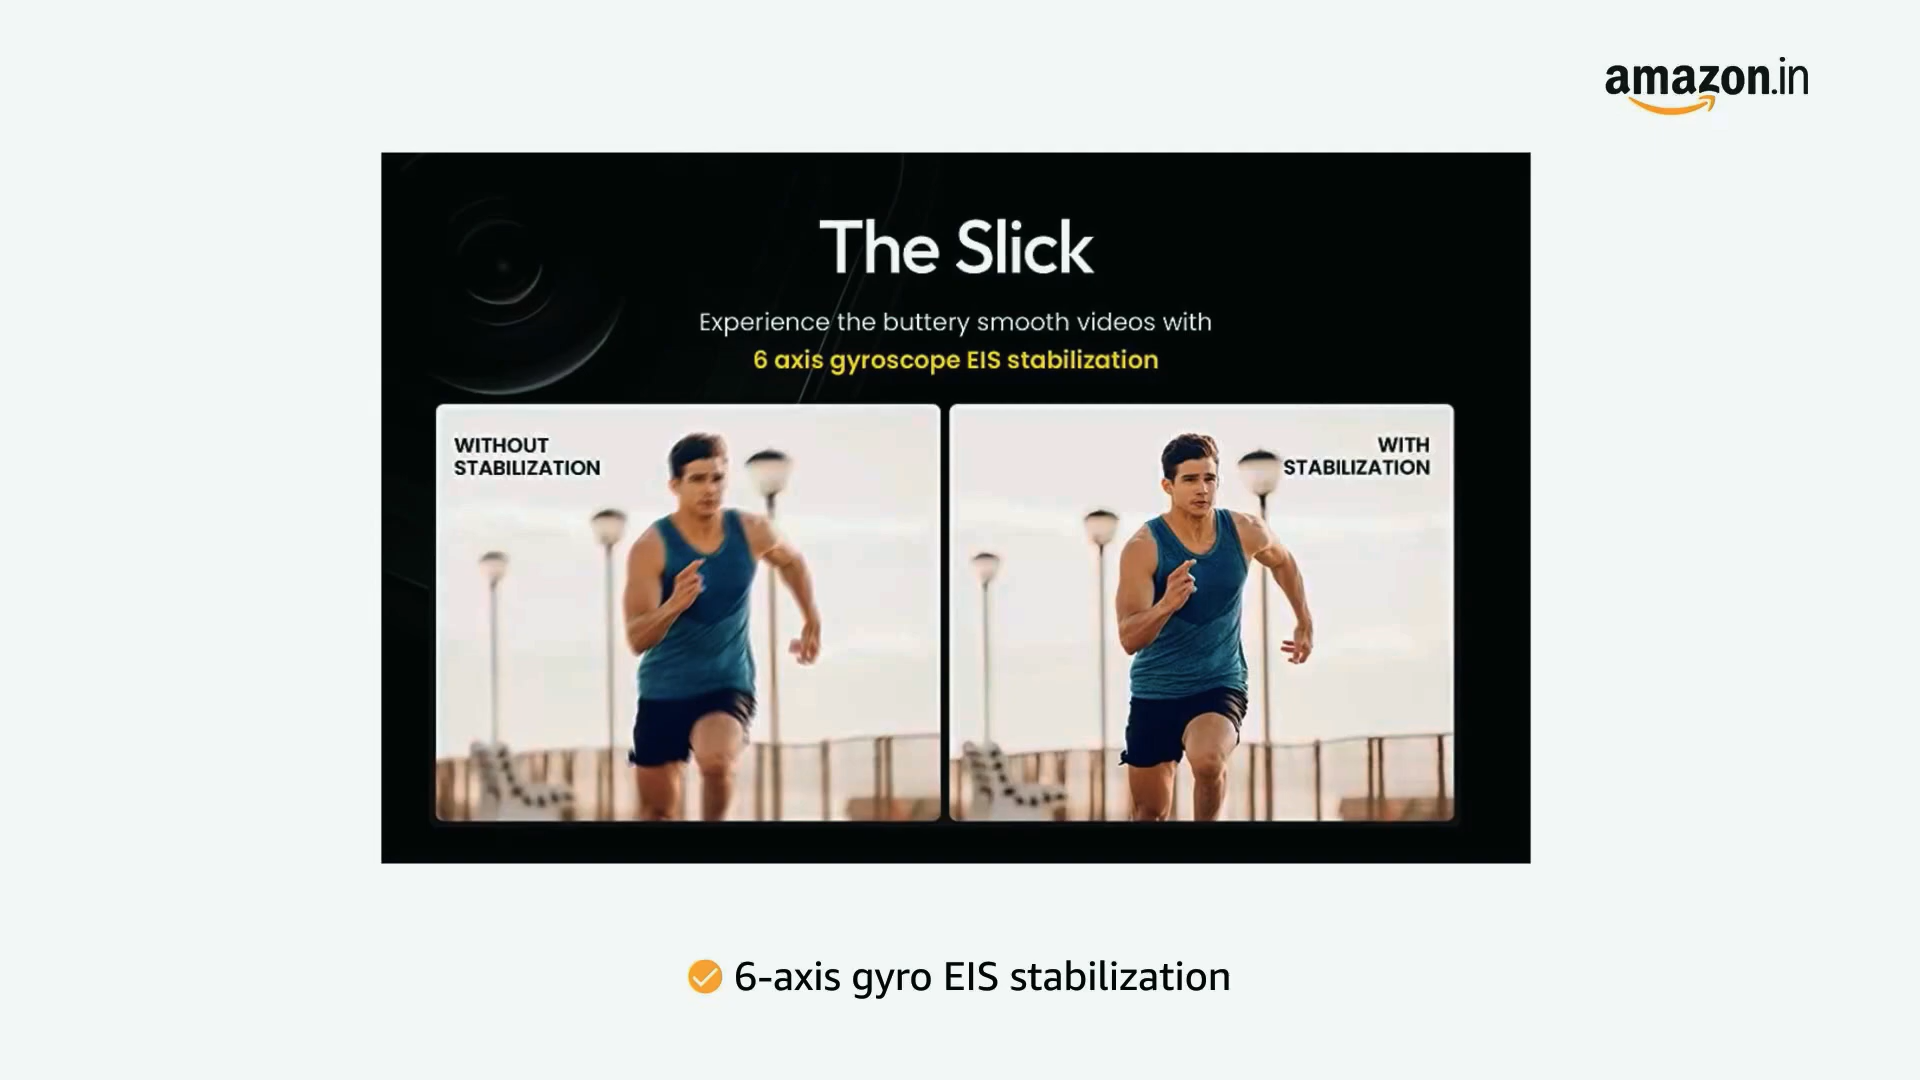 amazon.in
The Slick
Experience the buttery smooth videos with
6 axis gyroscope EIS stabilization
WITHOUT
STABILIZATION
WITH
STABILIZATION
6-axis gyro EIS stabilization